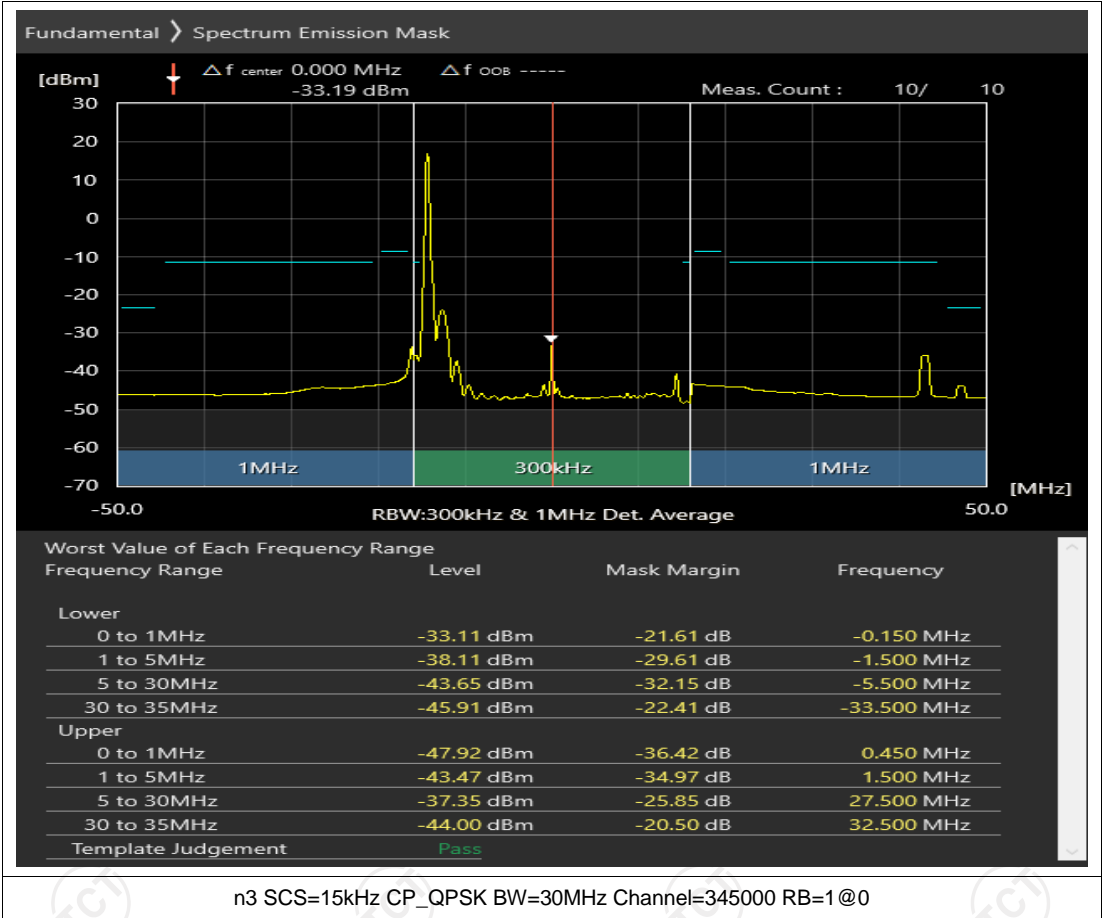 Fundamental 〉 Spectrum Emission Mask
[dBm] △f center 0.000 MHz △f OOB -----
-33.19 dBm Meas. Count : 10/ 10
30
20
10
0
-10
-20
-30
-40
-50
-60
1MHz 300kHz 1MHz
-70
[MHz]
-50.0 RBW:300kHz & 1MHz Det. Average 50.0
Worst Value of Each Frequency Range
Frequency Range Level Mask Margin Frequency
Lower
0 to 1MHz -33.11 dBm -21.61 dB -0.150 MHz
1 to 5MHz -38.11 dBm -29.61 dB -1.500 MHz
5 to 30MHz -43.65 dBm -32.15 dB -5.500 MHz
30 to 35MHz -45.91 dBm -22.41 dB -33.500 MHz
Upper
0 to 1MHz -47.92 dBm -36.42 dB 0.450 MHz
1 to 5MHz -43.47 dBm -34.97 dB 1.500 MHz
5 to 30MHz -37.35 dBm -25.85 dB 27.500 MHz
30 to 35MHz -44.00 dBm -20.50 dB 32.500 MHz
Template Judgement Pass
n3 SCS=15kHz CP_QPSK BW=30MHz Channel=345000 RB=1@0
TCT TCT TCT